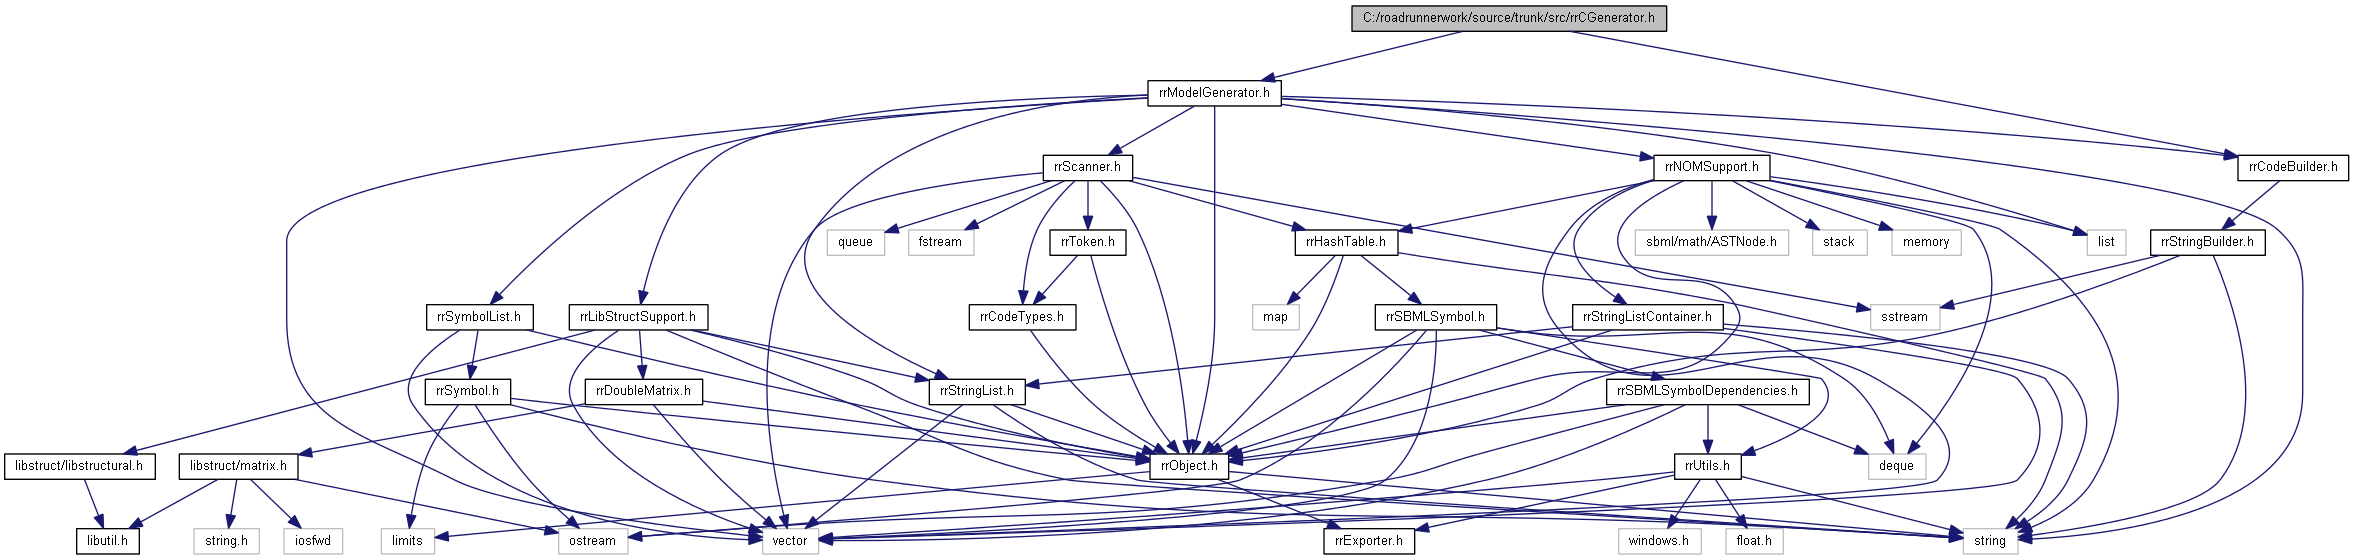 C:/roadrunnerwork/source/trunk/src/rrCGenerator.h
rrModelGenerator.h
rrScanner.h
rrNOMSupport.h
rrCodeBuilder.h
queue
fstream
rrToken.h
rrHashTable.h
sbml/math/ASTNode.h
stack
memory
list
rrStringBuilder.h
rrSymbolList.h
rrLibStructSupport.h
rrCodeTypes.h
map
rrSBMLSymbol.h
rrStringListContainer.h
sstream
rrSymbol.h
rrDoubleMatrix.h
rrStringList.h
rrSBMLSymbolDependencies.h
libstruct/libstructural.h
libstruct/matrix.h
rrObject.h
rrUtils.h
deque
libutil.h
string.h
iosfwd
limits
ostream
vector
rrExporter.h
windows.h
float.h
string